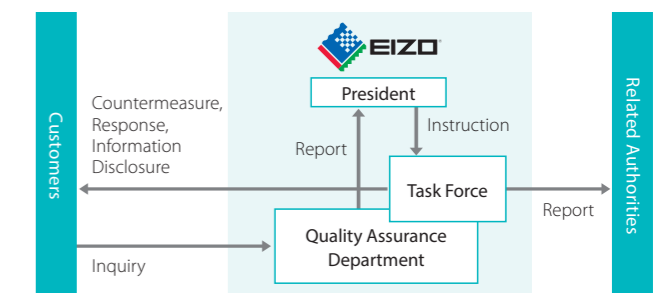 EIZO
President
Countermeasure,
Response,
Information
Disclosure
Instruction
Report
Customers
Related Authorities
Task Force
Report
Quality Assurance
Department
Inquiry